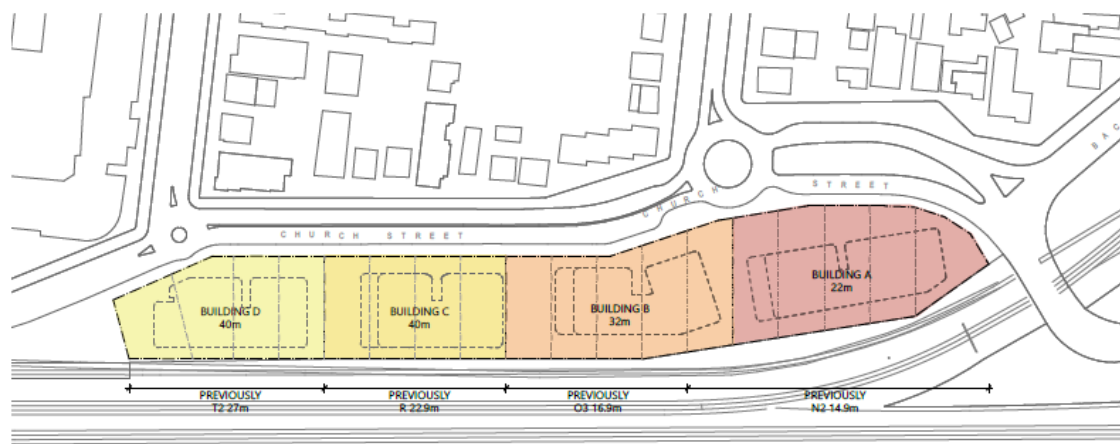 BAC
CHURCH STREET
CHURCH STREET
BUILDING D
40m
BUILDING C
40m
BUILDING B
32m
BUILDING A
22m
PREVIOUSLY
T2 27m
PREVIOUSLY
R 22.9m
PREVIOUSLY
O3 16.9m
PREVIOUSLY
N2 14.9m